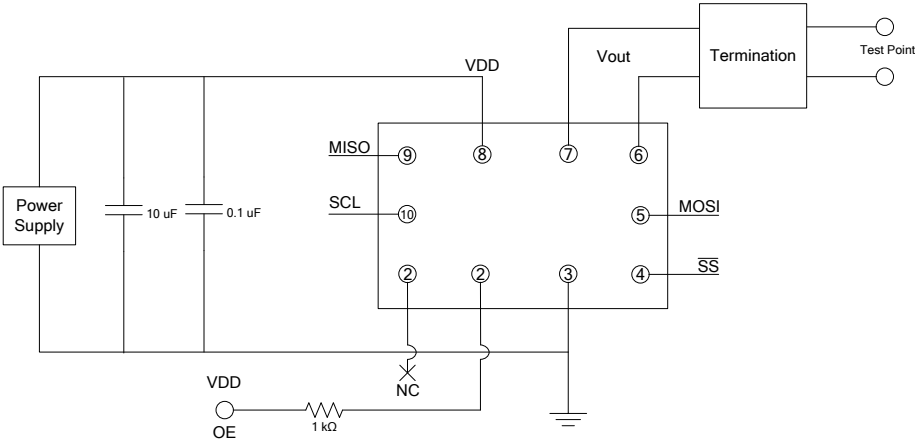 Termination
Test Point
Vout
VDD
MISO
9
8
7
6
Power
Supply
10 uF
0.1 uF
SCL
10
5
MOSI
2
2
3
4
SS
NC
VDD
OE
1 kΩ